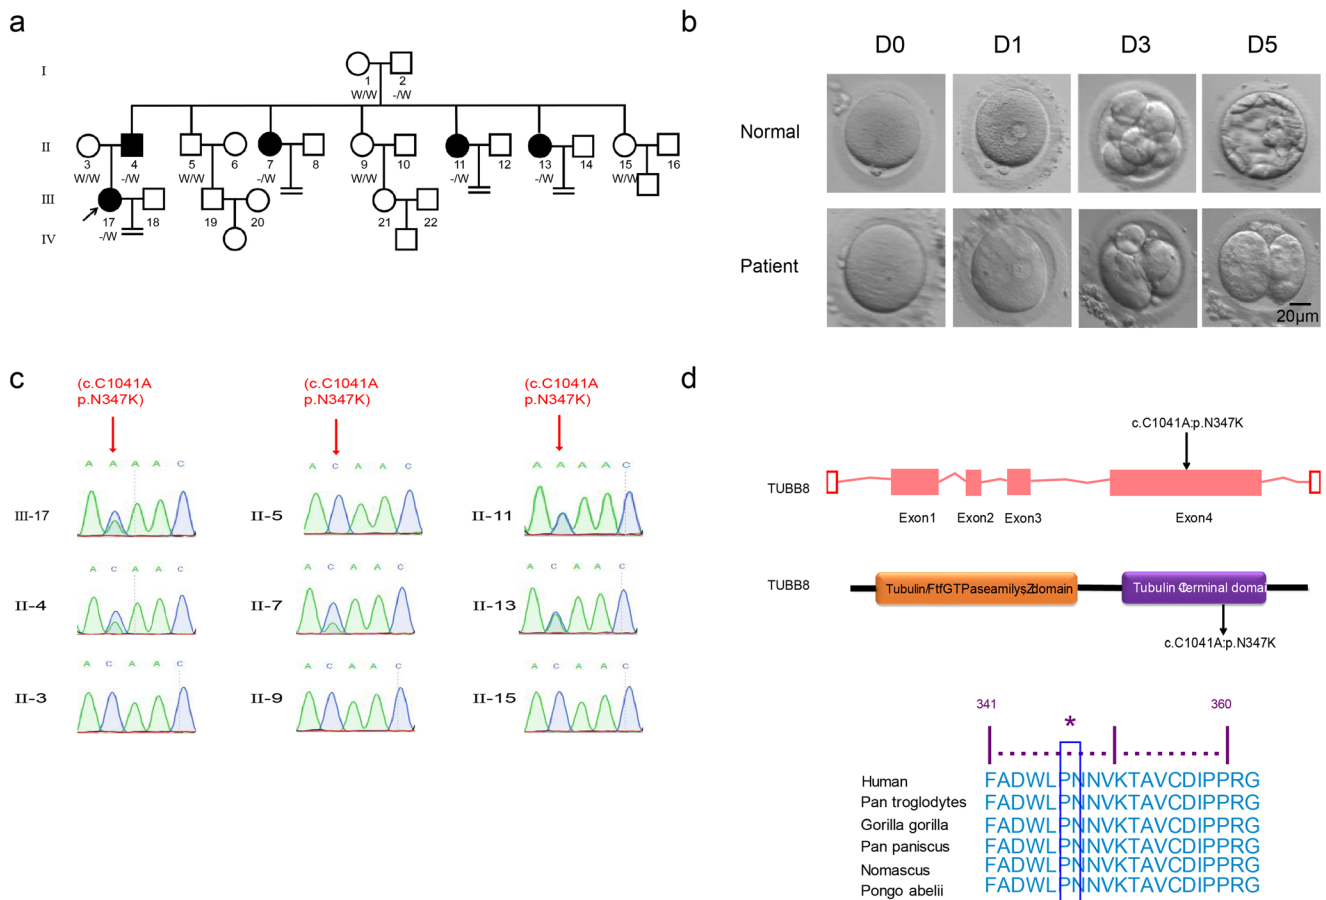 a
I
1
2
W/W
-/W
II
3
4
5
6
7
8
9
10
11
12
13
14
15
16
W/W
-/W
W/W
-/W
W/W
-/W
-/W
W/W
III
17
18
19
20
21
22
-/W
IV
b
D0
D1
D3
D5
Normal
Patient
20μm
c
(c.C1041A
p.N347K)
(c.C1041A
p.N347K)
(c.C1041A
p.N347K)
III-17
A A A A C
II-5
A C A A C
II-11
A A A A C
II-4
A C A A C
II-7
A C A A C
II-13
A C A A C
II-3
A C A A C
II-9
A C A A C
II-15
A C A A C
d
c.C1041A:p.N347K
TUBB8
Exon1
Exon2
Exon3
Exon4
TUBB8
Tubulin
domain
Tubulin
c.C1041A:p.N347K
341
*
360
Human
FADWLPNNVKTAVCDIPPRG
Pan troglodytes
FADWLPNNVKTAVCDIPPRG
Gorilla gorilla
FADWLPNNVKTAVCDIPPRG
Pan paniscus
FADWLPNNVKTAVCDIPPRG
Nomascus
FADWLPNNVKTAVCDIPPRG
Pongo abelii
FADWLPNNVKTAVCDIPPRG